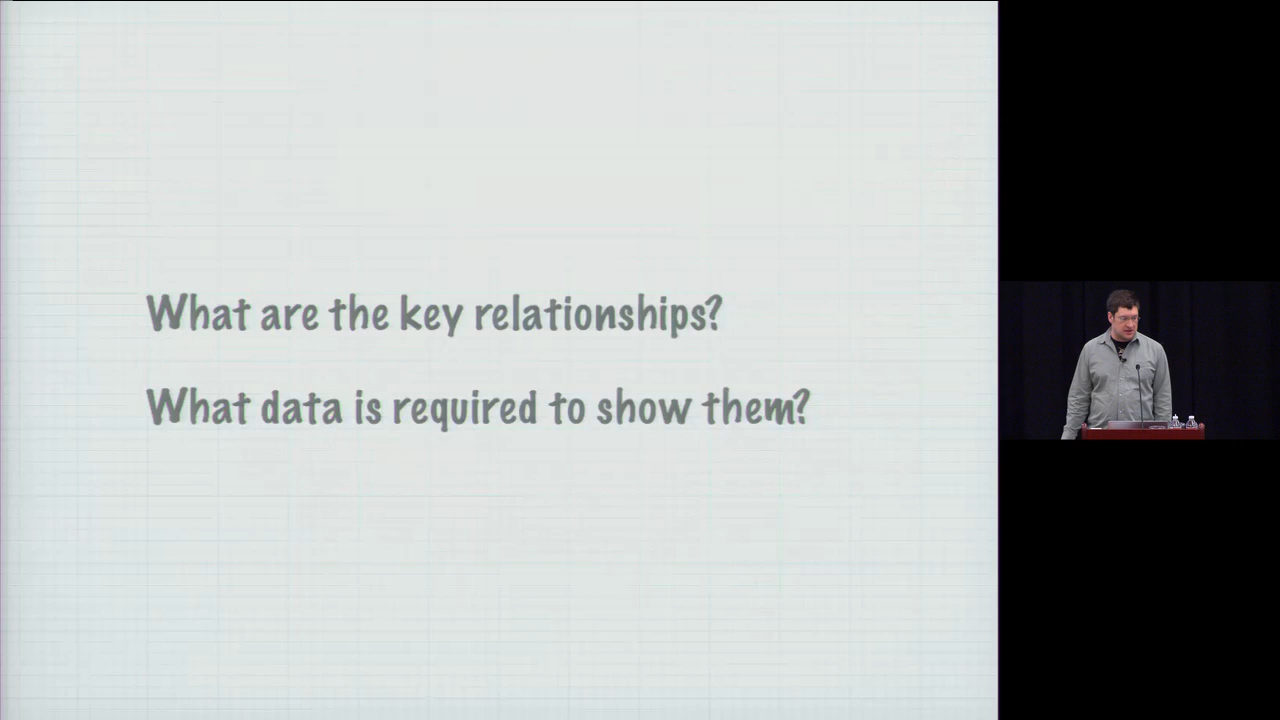 What are the key relationships?
What data is required to show them?